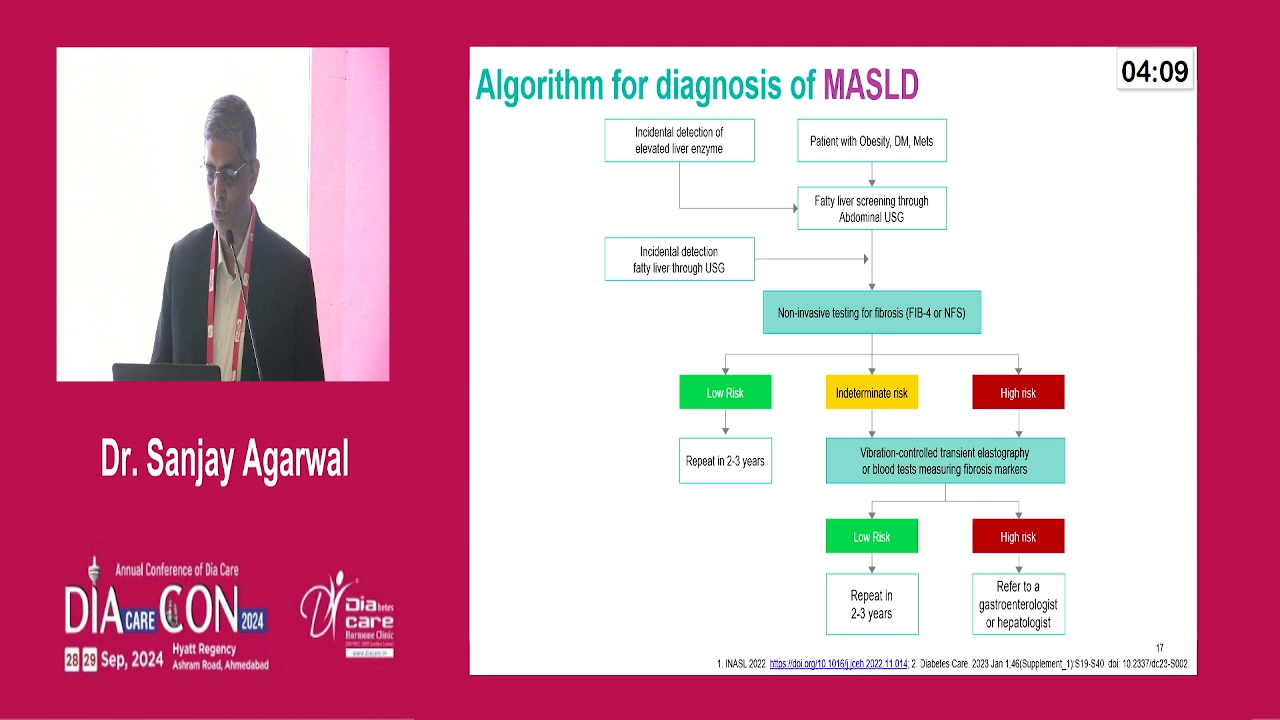 Algorithm for diagnosis of MASLD
04:09
Incidental detection of
elevated liver enzyme
Patient with Obesity, DM, Mets
Fatty liver screening through
Abdominal USG
Incidental detection
fatty liver through USG
Non-invasive testing for fibrosis (FIB-4 or NFS)
Low Risk
Indeterminate risk
High risk
Repeat in 2-3 years
Vibration-controlled transient elastography
or blood tests measuring fibrosis markers
Low Risk
High risk
Repeat in
2-3 years
Refer to a
gastroenterologist
or hepatologist
17
1. INASL 2022. https://doi.org/10.1016/j.jceh.2022.11.014; 2. Diabetes Care. 2023 Jan 1;46(Supplement_1):S19-S40. doi: 10.2337/dc23-S002.
Dr. Sanjay Agarwal
Annual Conference of Dia Care
DIA CARE CON 2024
28 29 Sep, 2024
Hyatt Regency
Ashram Road, Ahmedabad
Diabetes
care
Hormone Clinic
www.diacare.in